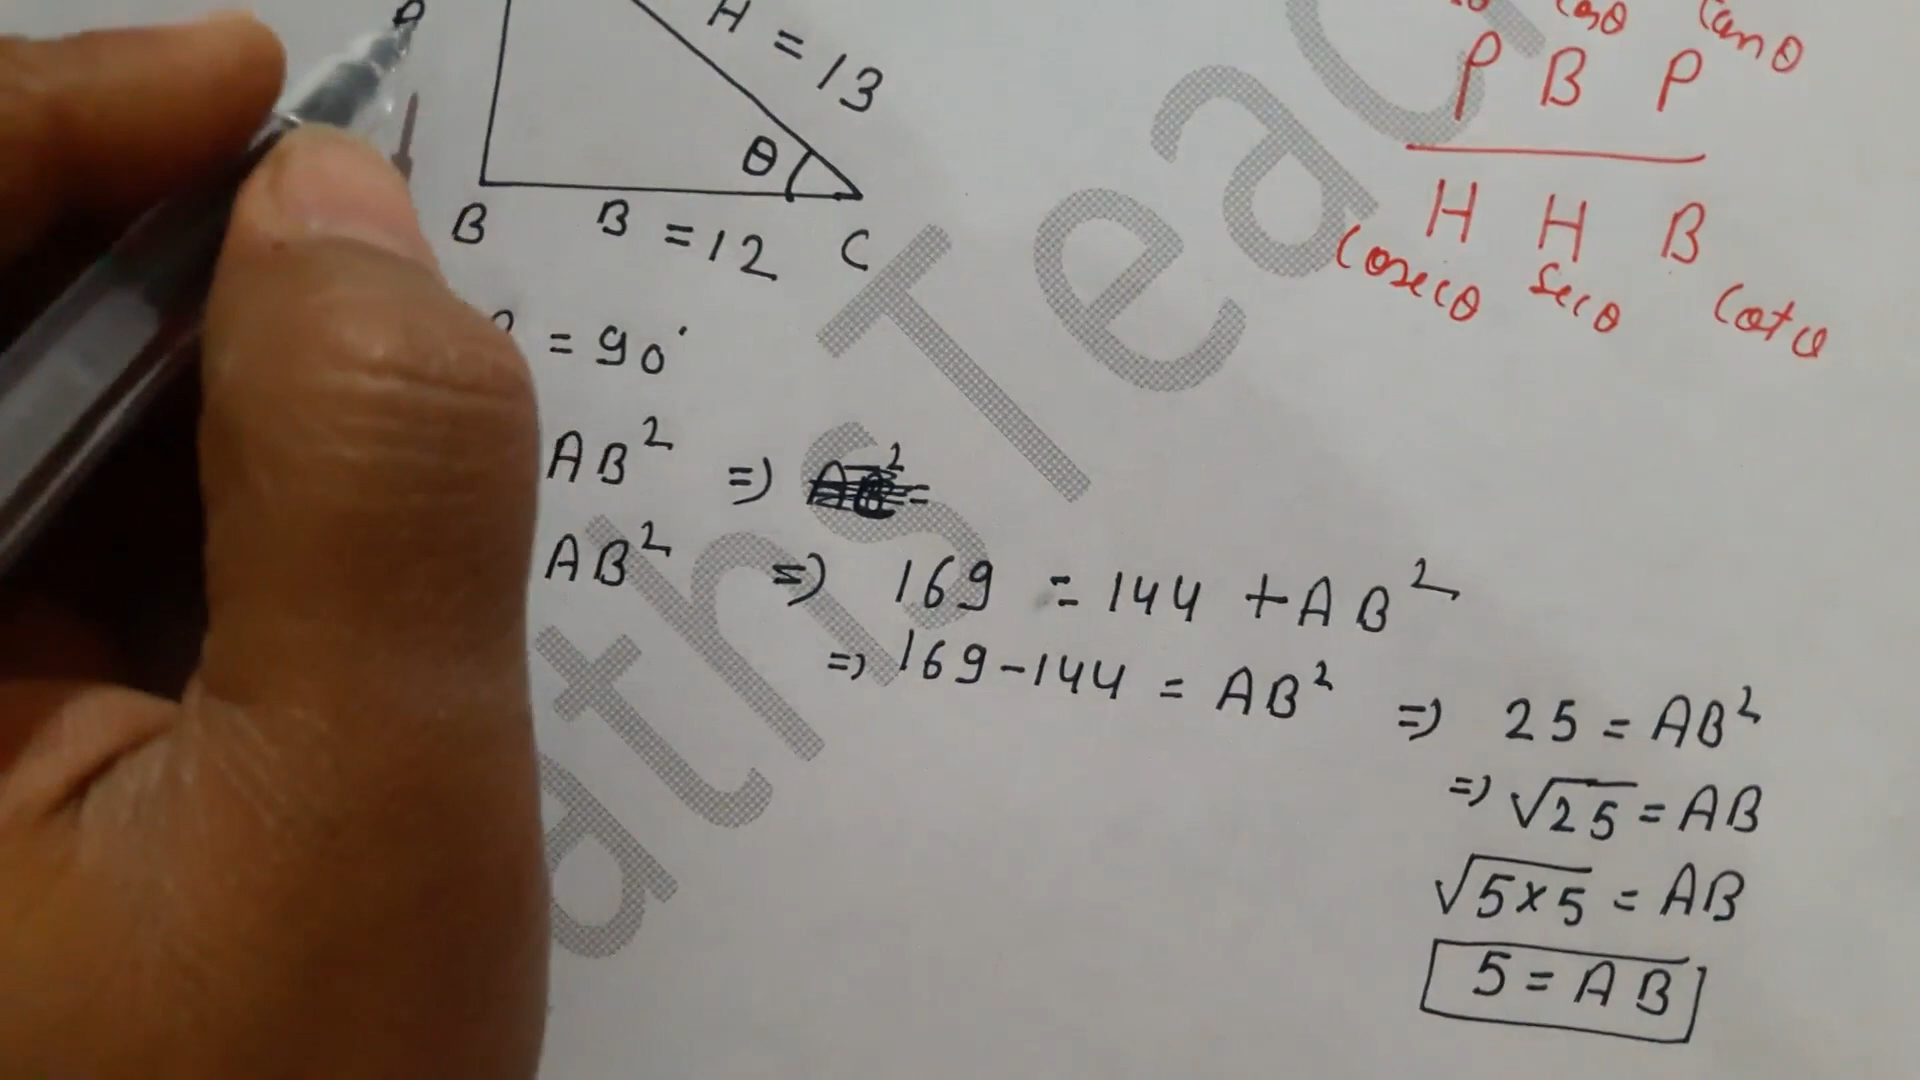 H = 13
cosθ tanθ
P B P
H H B
cosecθ secθ cotθ
θ
B B = 12 C
= 90°
AB² =>
AB² => 169 = 144 + AB²
=> 169 - 144 = AB² => 25 = AB²
=> √25 = AB
√5×5 = AB
5 = AB
athsTeac